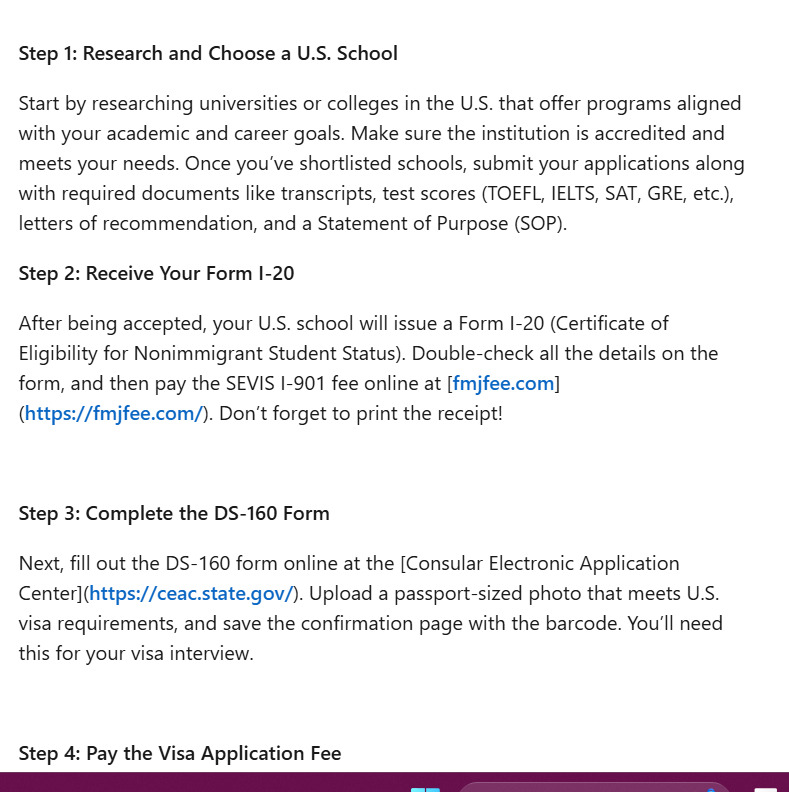 Step 1: Research and Choose a U.S. School
Start by researching universities or colleges in the U.S. that offer programs aligned
with your academic and career goals. Make sure the institution is accredited and
meets your needs. Once you’ve shortlisted schools, submit your applications along
with required documents like transcripts, test scores (TOEFL, IELTS, SAT, GRE, etc.),
letters of recommendation, and a Statement of Purpose (SOP).
Step 2: Receive Your Form I-20
After being accepted, your U.S. school will issue a Form I-20 (Certificate of
Eligibility for Nonimmigrant Student Status). Double-check all the details on the
form, and then pay the SEVIS I-901 fee online at [fmjfee.com]
(https://fmjfee.com/). Don’t forget to print the receipt!
Step 3: Complete the DS-160 Form
Next, fill out the DS-160 form online at the [Consular Electronic Application
Center](https://ceac.state.gov/). Upload a passport-sized photo that meets U.S.
visa requirements, and save the confirmation page with the barcode. You’ll need
this for your visa interview.
Step 4: Pay the Visa Application Fee